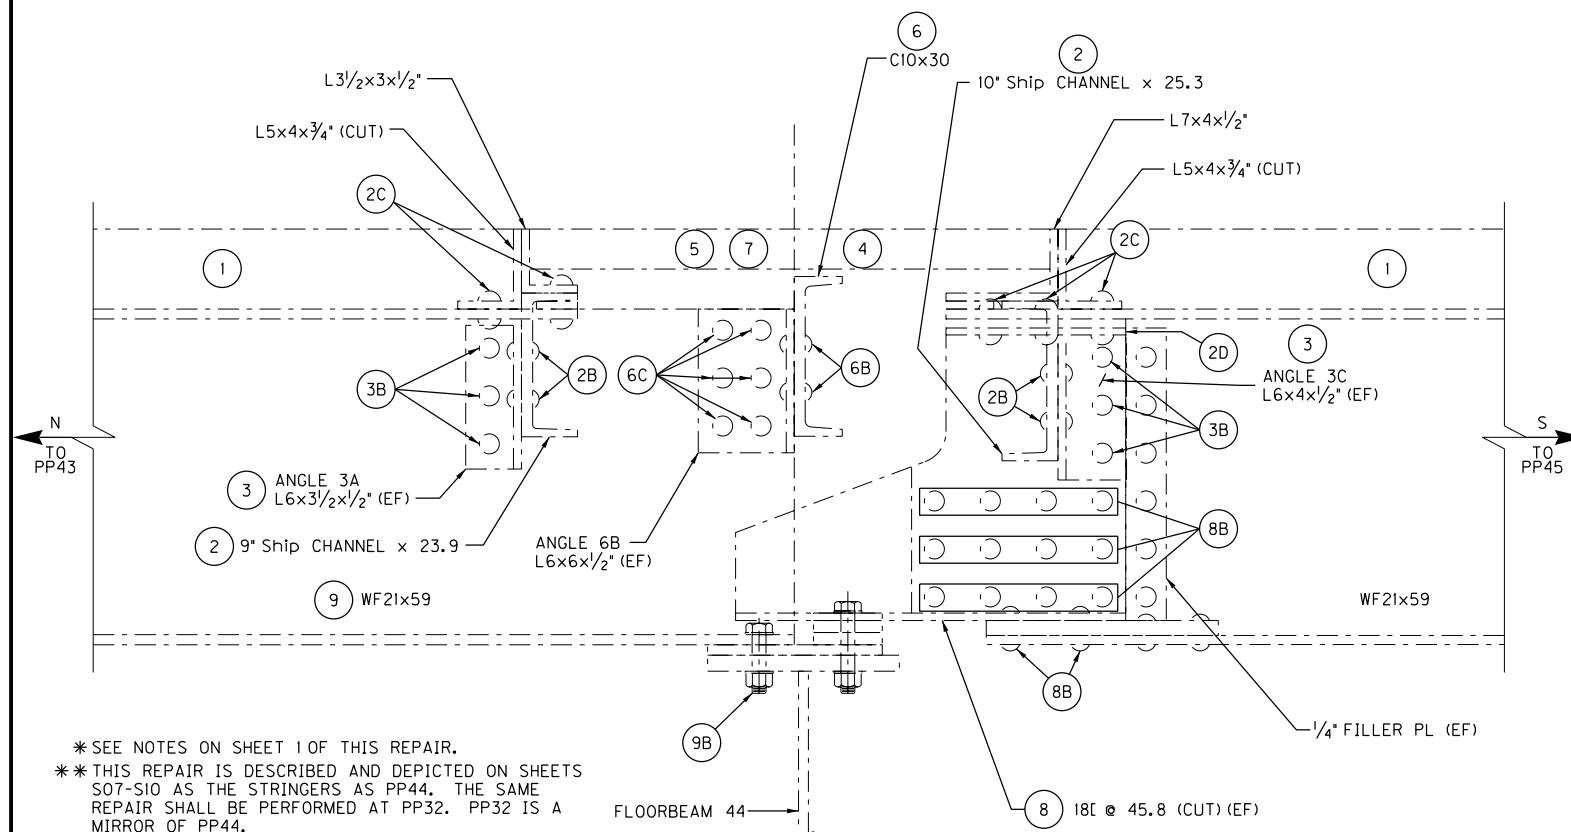 6
C10x30
2
10" Ship CHANNEL x 25.3
L3 1/2x3x1/2"
L5x4x3/4" (CUT)
L7x4x1/2"
L5x4x3/4" (CUT)
2C
5
7
4
2C
1
1
2B
6C
6B
2B
2D
3
ANGLE 3C
L6x4x1/2" (EF)
3B
3B
N
TO
PP43
S
TO
PP45
3
ANGLE 3A
L6x3 1/2x1/2" (EF)
2
9" Ship CHANNEL x 23.9
ANGLE 6B
L6x6x1/2" (EF)
8B
9
WF21x59
WF21x59
8B
9B
1/4" FILLER PL (EF)
* SEE NOTES ON SHEET 1 OF THIS REPAIR.
** THIS REPAIR IS DESCRIBED AND DEPICTED ON SHEETS
S07-S10 AS THE STRINGERS AS PP44. THE SAME
REPAIR SHALL BE PERFORMED AT PP32. PP32 IS A
MIRROR OF PP44.
FLOORBEAM 44
8
18[ @ 45.8 (CUT) (EF)